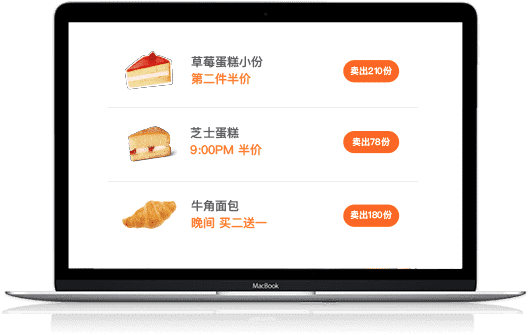 草莓蛋糕小份
第二件半价
卖出210份
芝士蛋糕
9:00PM 半价
卖出76份
牛角面包
晚间 买二送一
卖出180份
MacBook